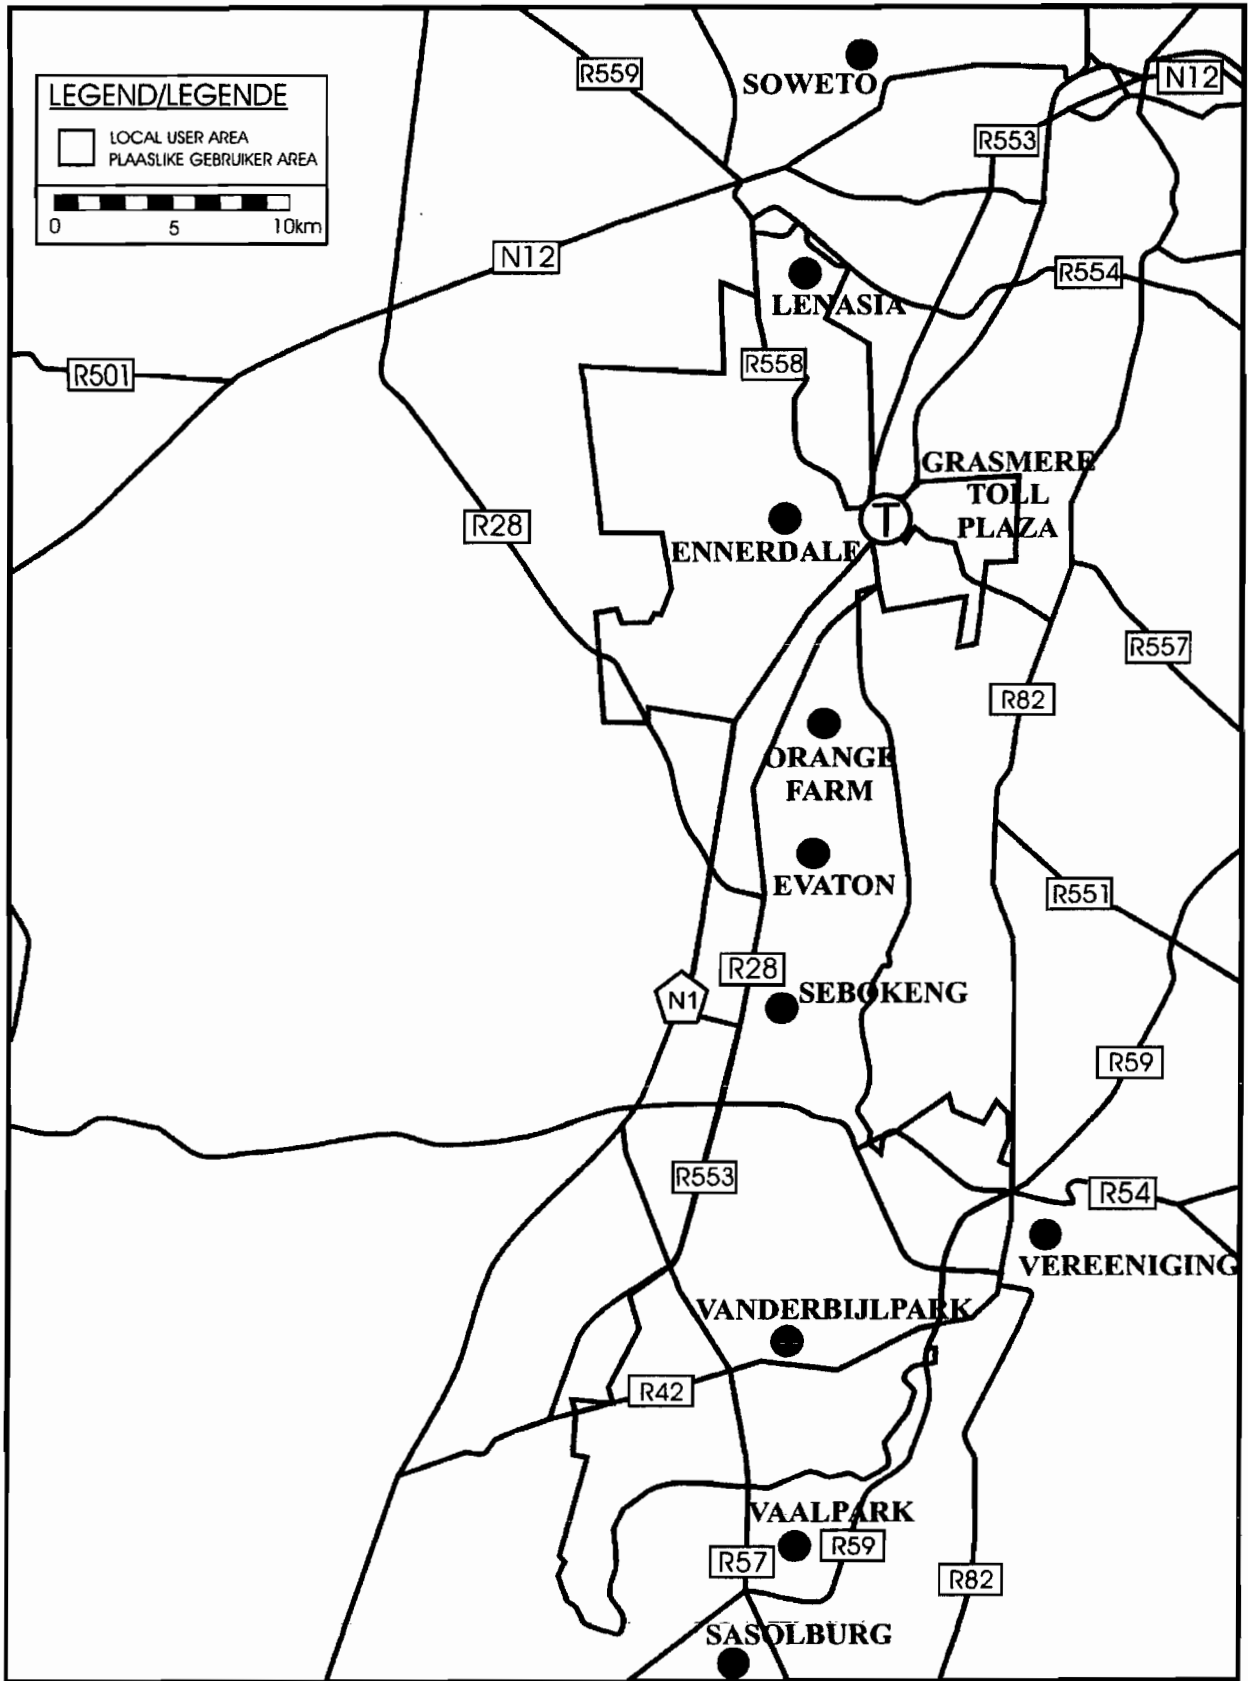 SOWETO
R559
N12
LEGEND/LEGENDE
LOCAL USER AREA
PLAASLIKE GEBRUIKER AREA
0 5 10km
R553
N12
R554
LENASIA
R558
R501
GRASMERE
TOLL
PLAZA
T
R28
ENNERDALE
R557
R82
ORANGE
FARM
EVATON
R551
R28
SEBOKENG
N1
R59
R553
R54
VEREENIGING
VANDERBIJLPARK
R42
VAALPARK
R59
R57
R82
SASOLBURG